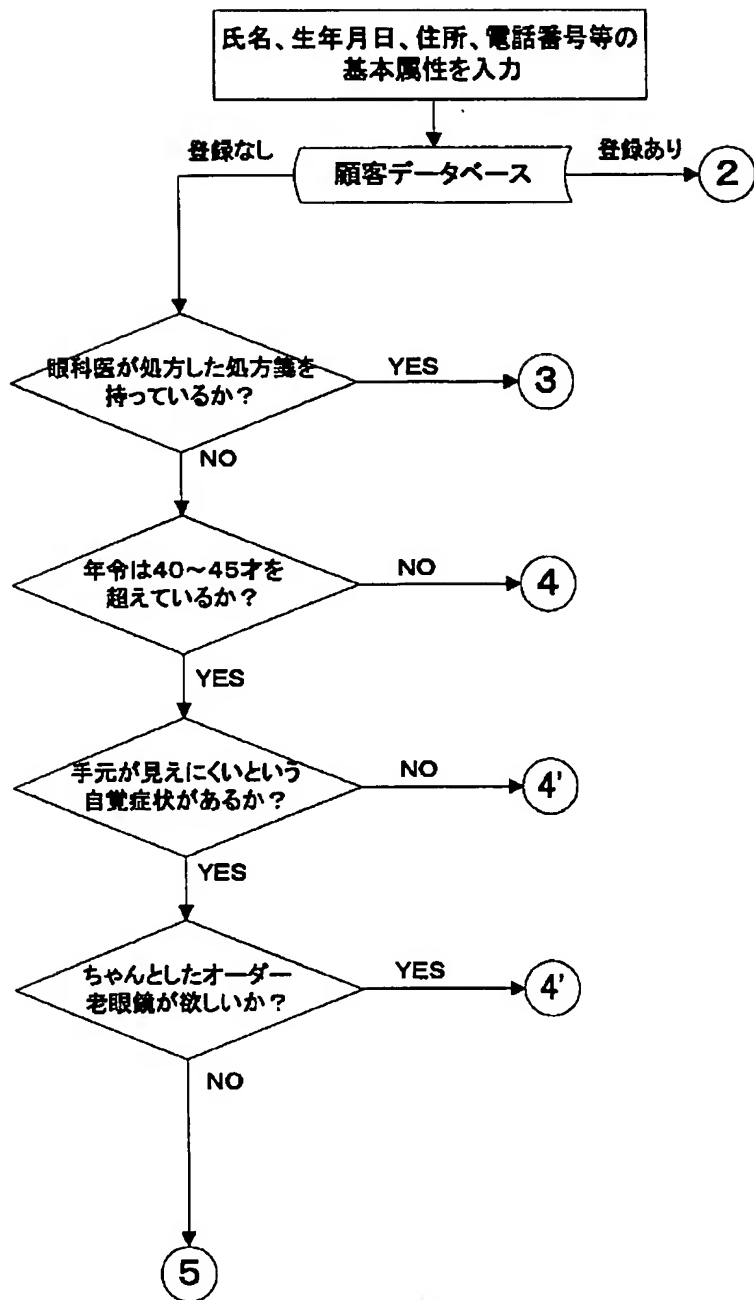 氏名、生年月日、住所、電話番号等の
基本属性を入力
登録なし
顧客データベース
登録あり
2
眼科医が処方した処方箋を
持っているか?
YES
3
NO
年令は40～45才を
超えているか?
NO
4
YES
手元が見えにくいという
自覚症状があるか?
NO
4'
YES
ちゃんとしたオーダー
老眼鏡が欲しいか?
YES
4'
NO
5